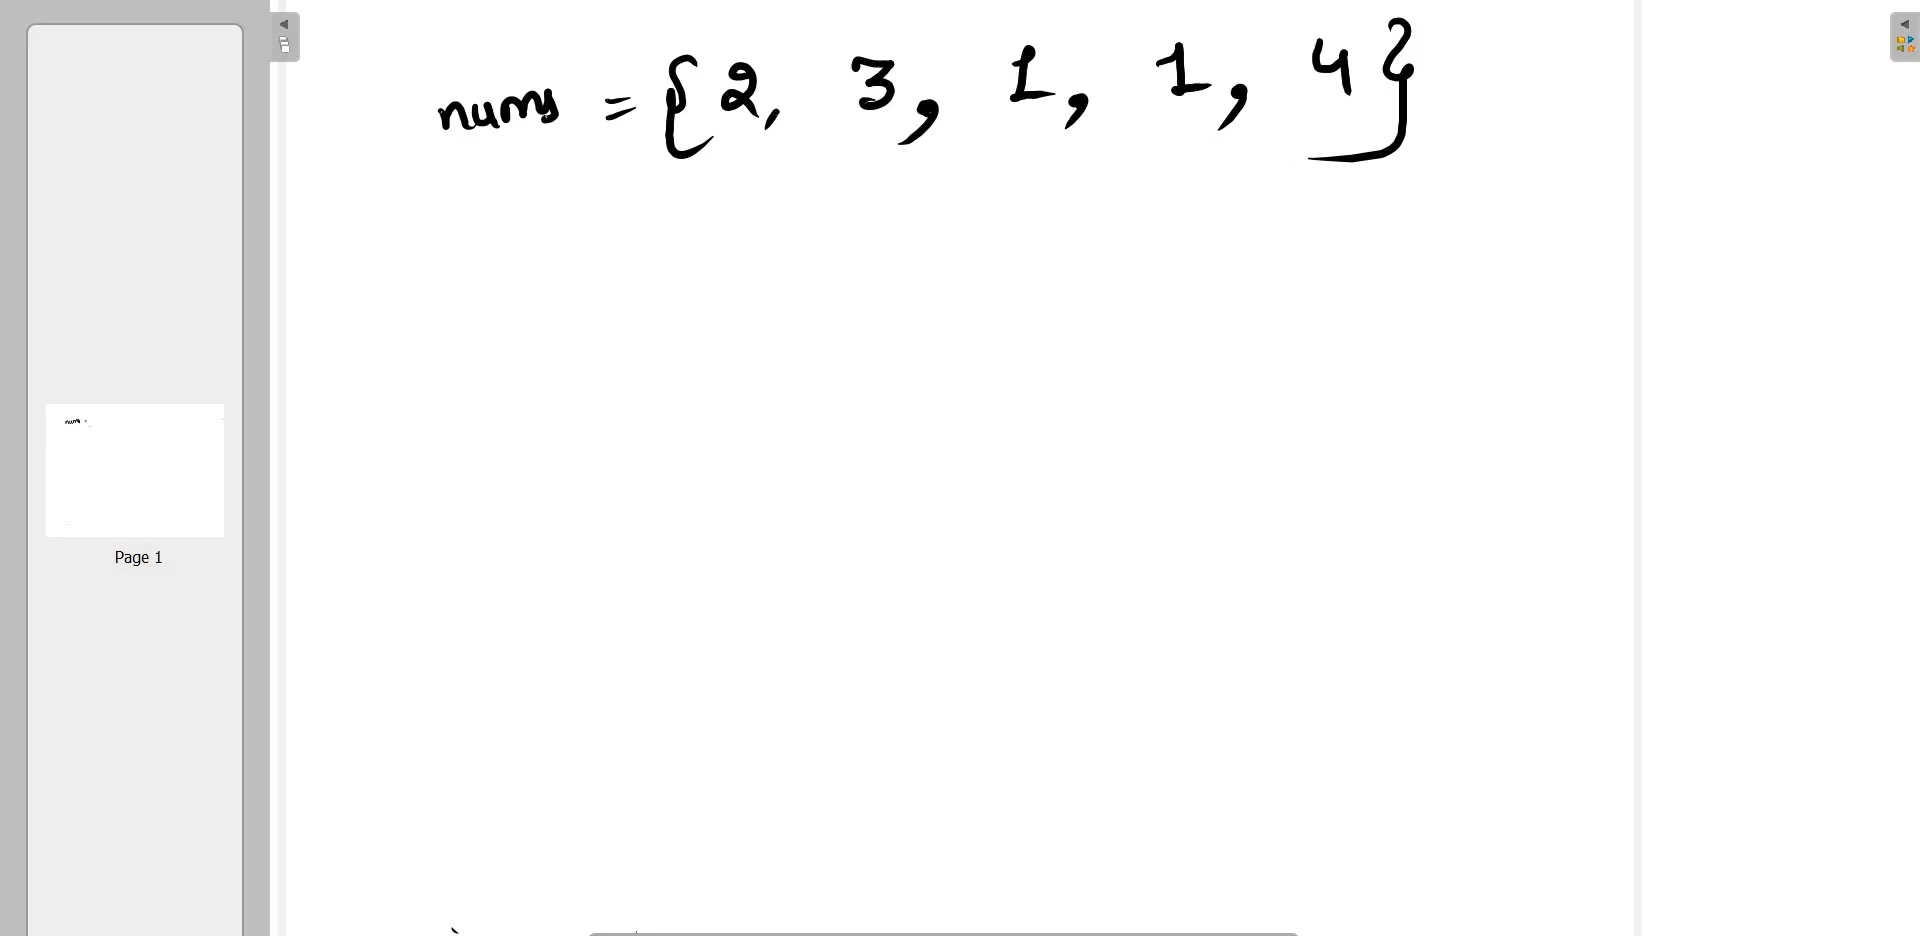 nums = {2, 3, 1, 1, 4}
Page 1